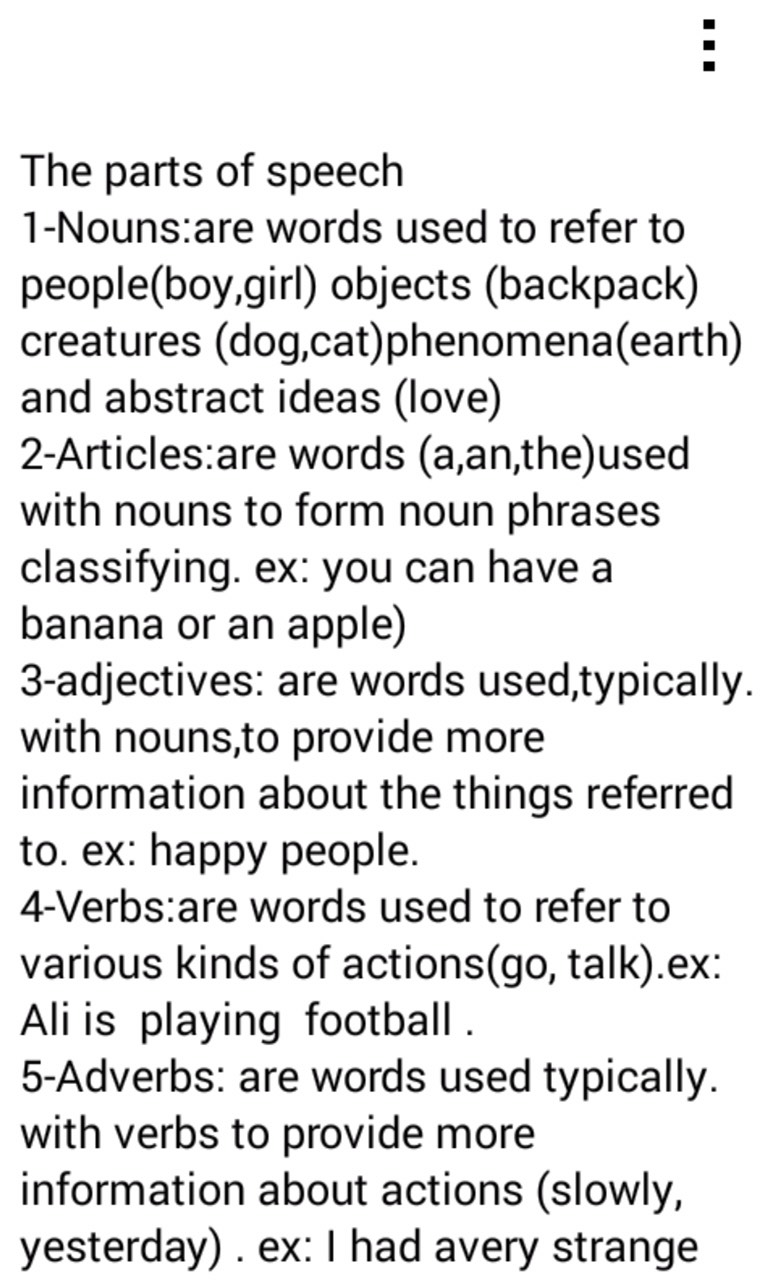 The parts of speech
1-Nouns:are words used to refer to
people(boy,girl) objects (backpack)
creatures (dog,cat)phenomena(earth)
and abstract ideas (love)
2-Articles:are words (a,an,the)used
with nouns to form noun phrases
classifying. ex: you can have a
banana or an apple)
3-adjectives: are words used,typically.
with nouns,to provide more
information about the things referred
to. ex: happy people.
4-Verbs:are words used to refer to
various kinds of actions(go, talk).ex:
Ali is  playing  football .
5-Adverbs: are words used typically.
with verbs to provide more
information about actions (slowly,
yesterday) . ex: I had avery strange